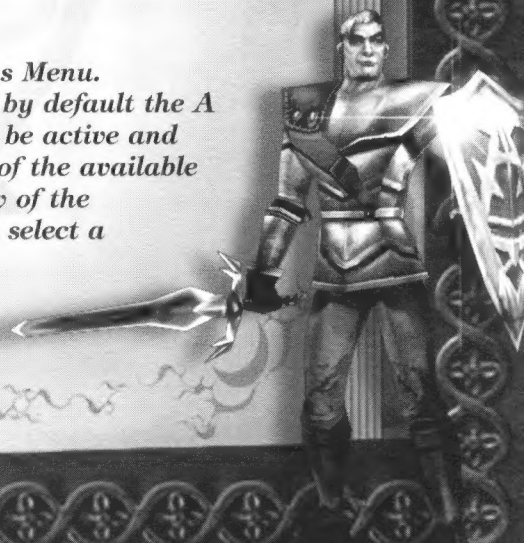 s Menu.
by default the A
be active and
of the available
of the
select a